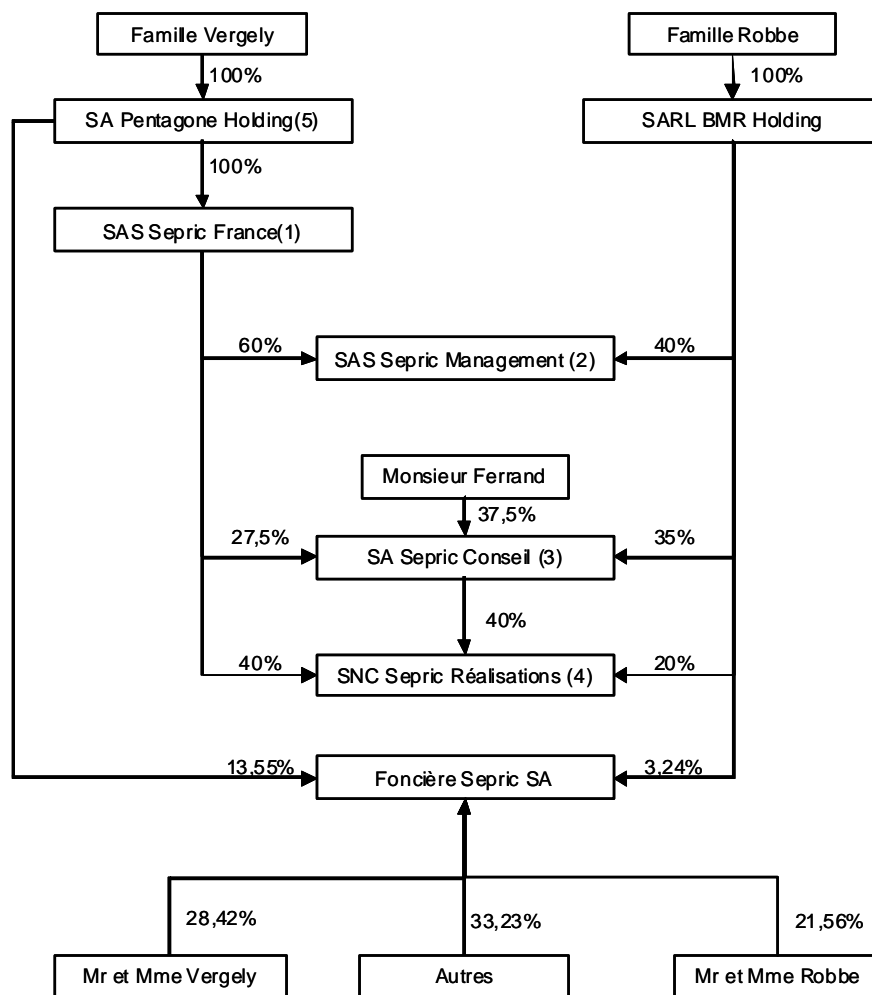 Famille Vergely
Famille Robbe
100%
100%
SA Pentagone Holding(5)
SARL BMR Holding
100%
SAS Sepric France(1)
60%
SAS Sepric Management (2)
40%
Monsieur Ferrand
37,5%
27,5%
SA Sepric Conseil (3)
35%
40%
40%
SNC Sepric Réalisations (4)
20%
13,55%
Foncière Sepric SA
3,24%
28,42%
33,23%
21,56%
Mr et Mme Vergely
Autres
Mr et Mme Robbe